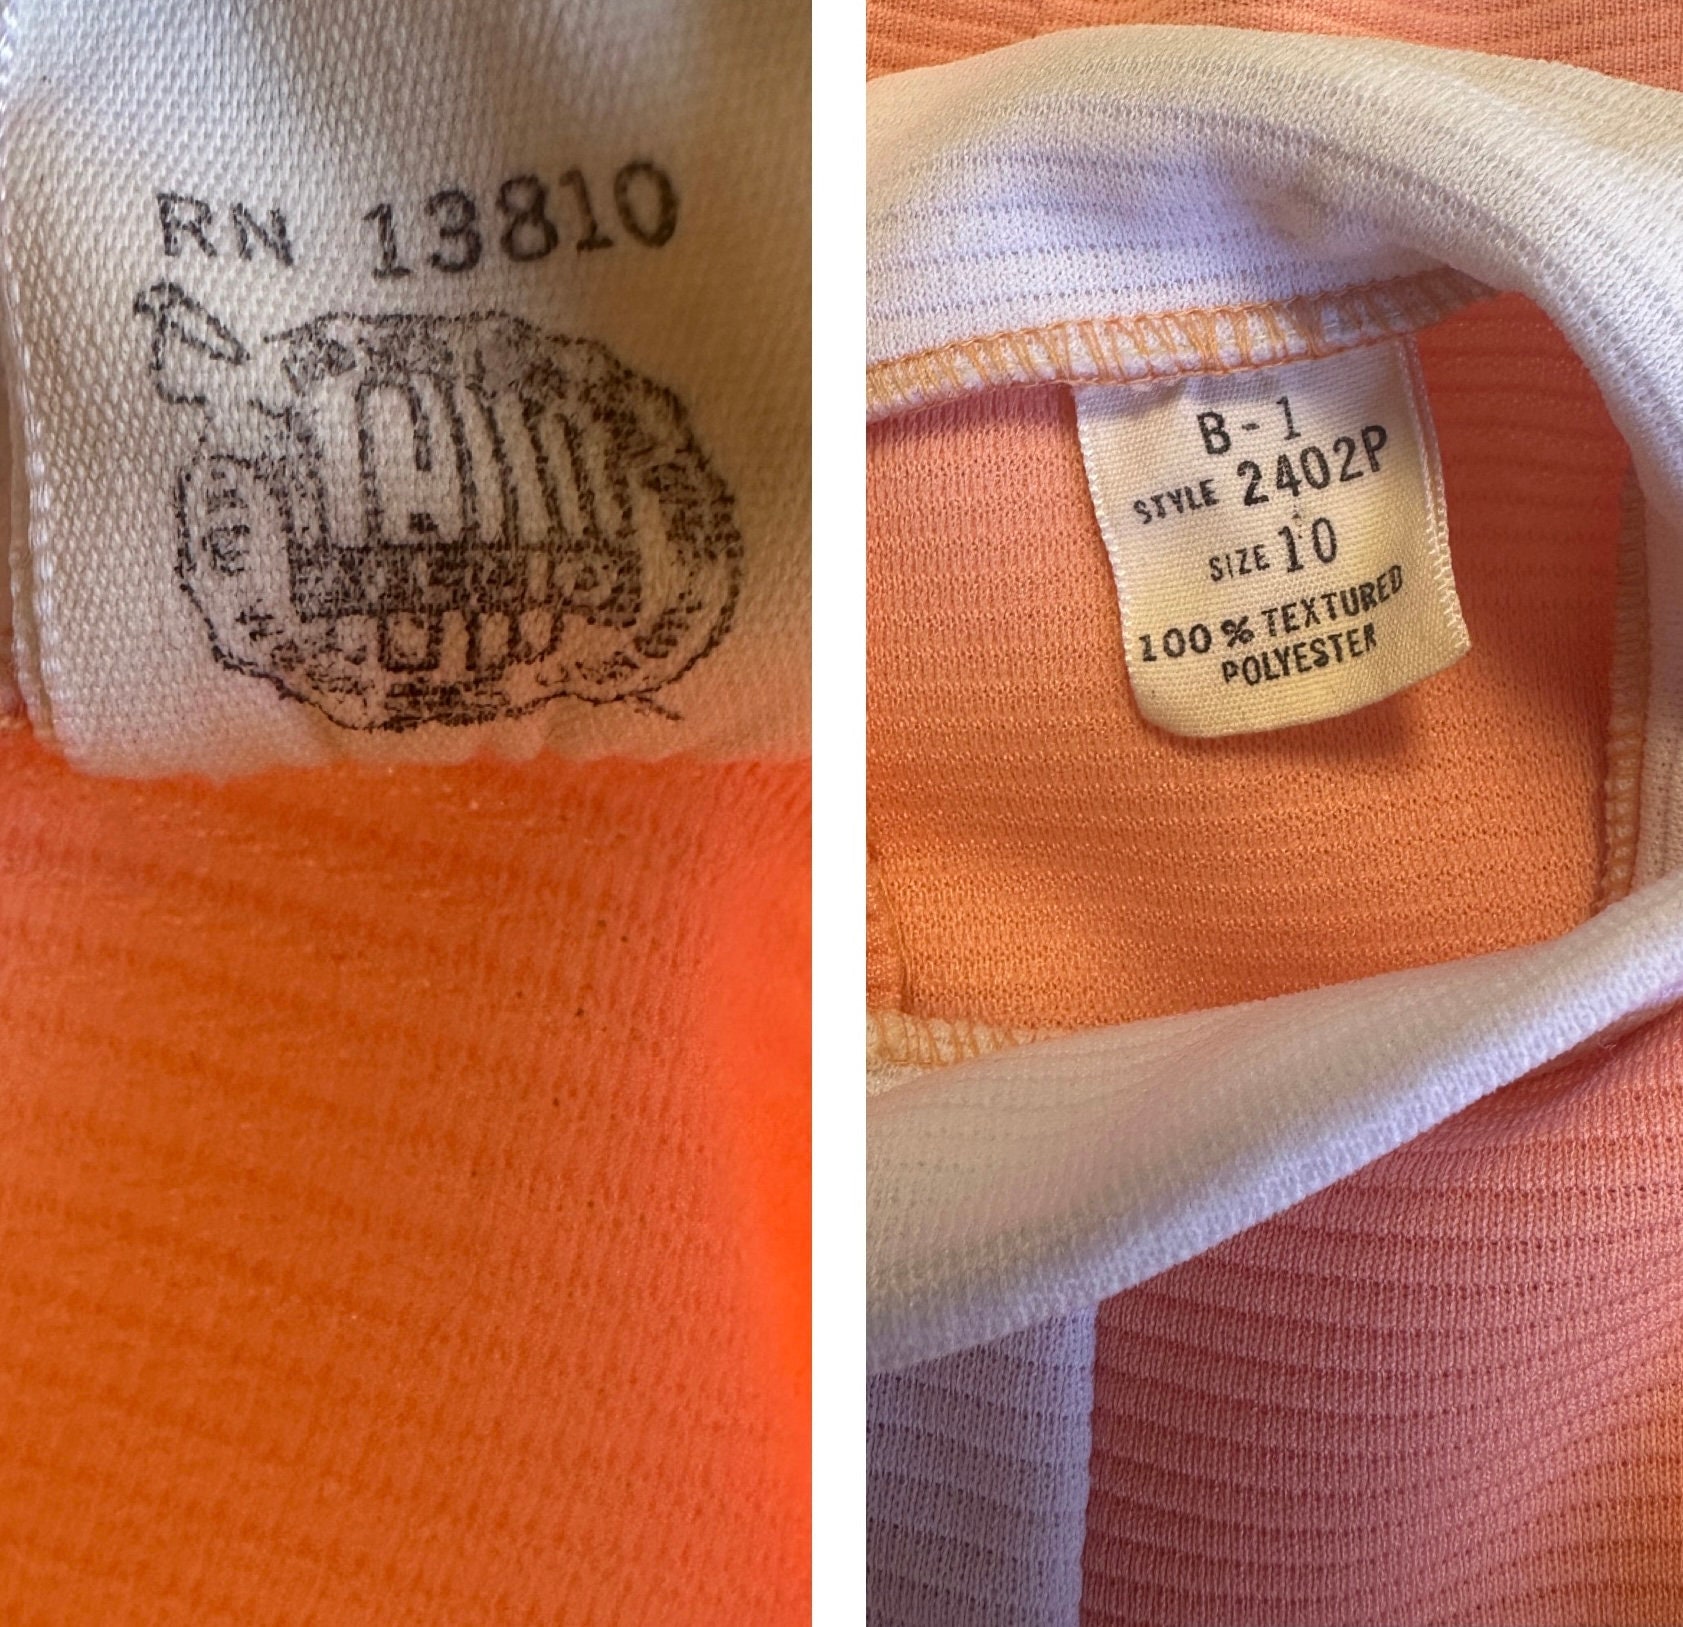 RN 13810
B-1
STYLE 2402P
SIZE 10
100% TEXTURED
POLYESTER